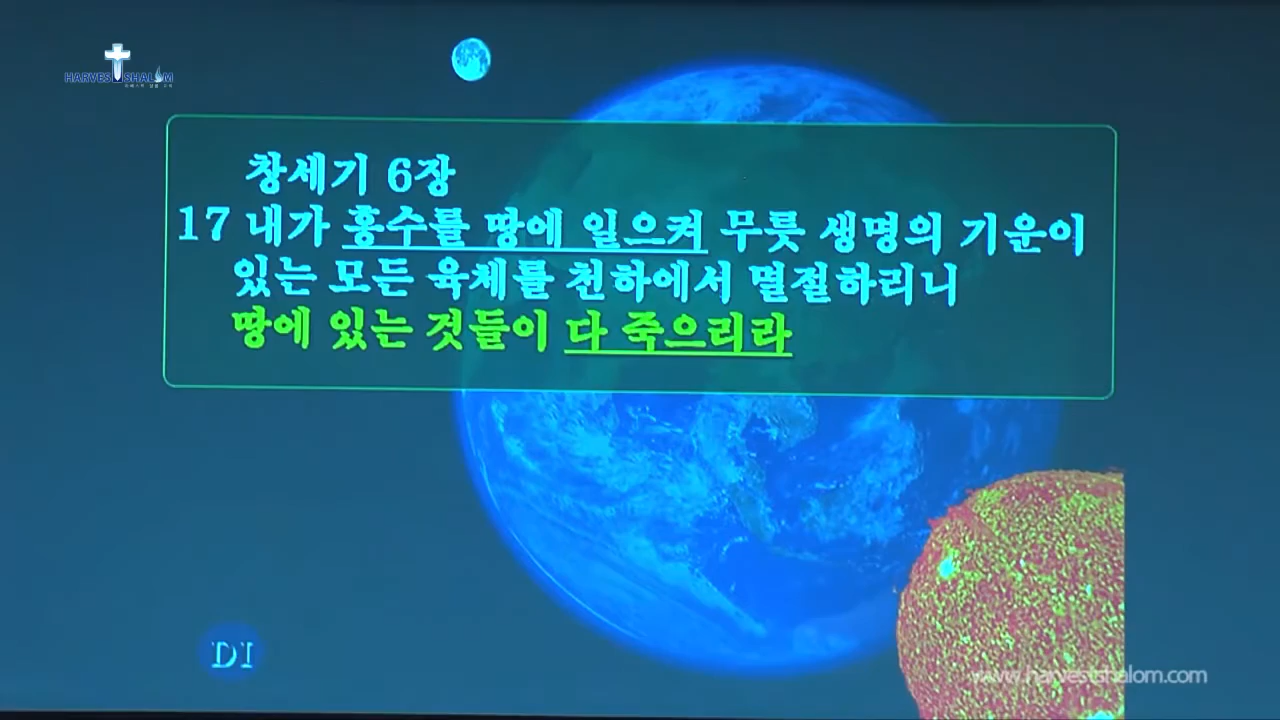 HARVEST SHALOM
창세기 6장
17 내가 홍수를 땅에 일으켜 무릇 생명의 기운이
있는 모든 육체를 천하에서 멸절하리니
땅에 있는 것들이 다 죽으리라
DI
www.harvestshalom.com